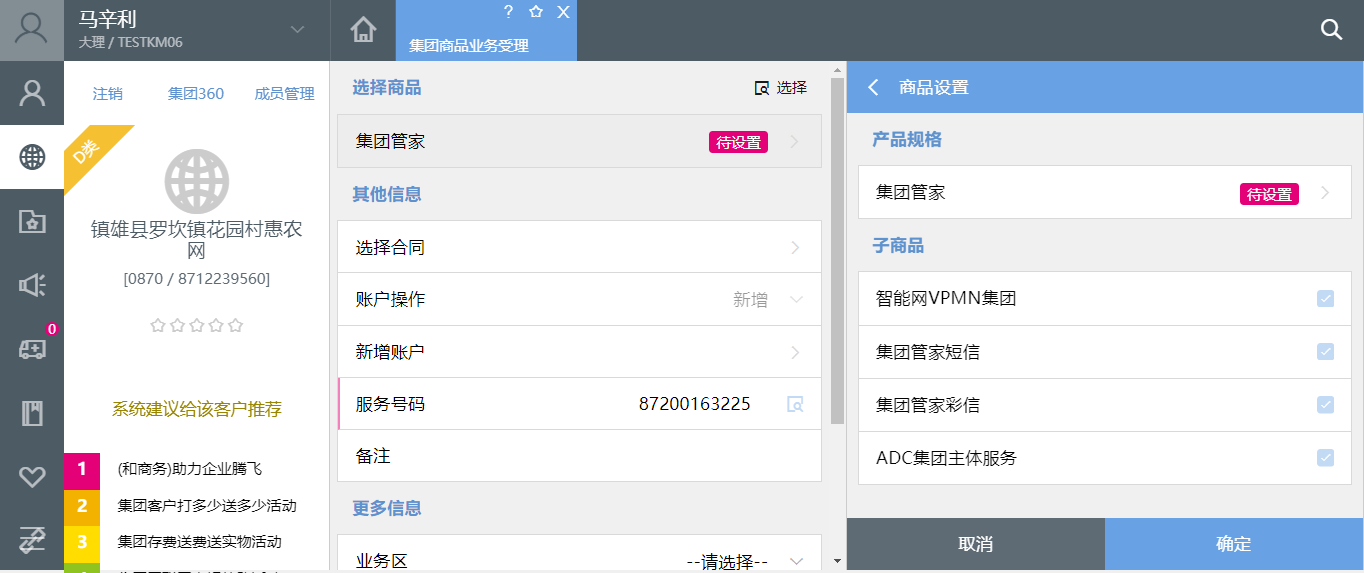 马辛利
大理 / TESTKM06
? X
集团商品业务受理
0
注销 集团360 成员管理
D类
镇雄县罗坎镇花园村惠农
网
[0870 / 8712239560]
系统建议给该客户推荐
1 (和商务)助力企业腾飞
2 集团客户打多少送多少活动
3 集团存费送费送实物活动
选择商品 选择
集团管家 待设置
其他信息
选择合同
账户操作 新增
新增账户
服务号码 87200163225
备注
更多信息
业务区 --请选择--
商品设置
产品规格
集团管家 待设置
子商品
智能网VPMN集团
集团管家短信
集团管家彩信
ADC集团主体服务
取消 确定